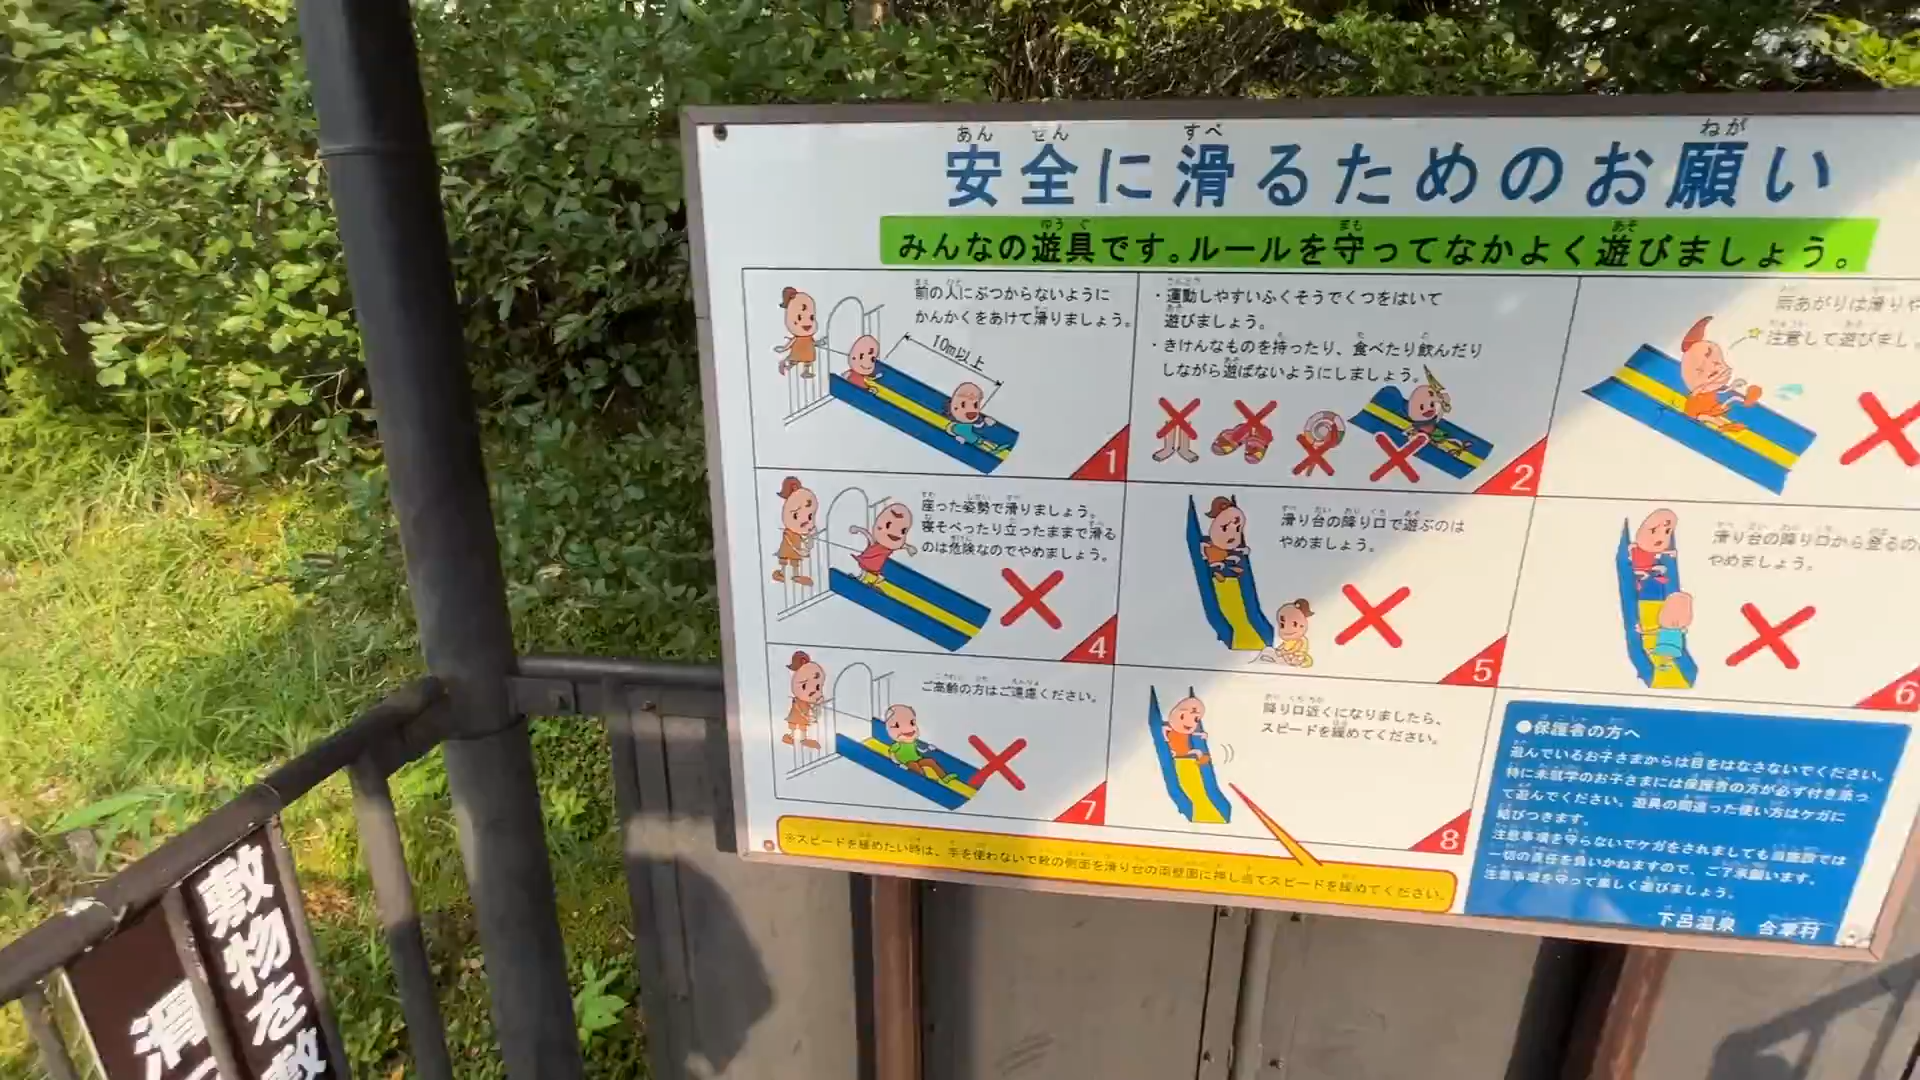 安全に滑るためのお願い
みんなの遊具です。ルールを守ってなかよく遊びましょう。
前の人にぶつからないように
かんかくをあけて滑りましょう。
10m以上
1
・運動しやすいふくそうでくつをはいて
遊びましょう。
・きけんなものを持ったり、食べたり飲んだり
しながら遊ばないようにしましょう。
2
雨あがりは滑りや
注意して遊びまし
座った姿勢で滑りましょう。
寝そべったり立ったままで滑る
のは危険なのでやめましょう。
4
滑り台の降り口で遊ぶのは
やめましょう。
5
滑り台の降り口から登るの
やめましょう。
6
ご高齢の方はご遠慮ください。
7
降り口近くになりましたら、
スピードを緩めてください。
8
※スピードを緩めたい時は、手を使わないで靴の側面を滑り台の両壁面に押し当てスピードを緩めてください。
●保護者の方へ
遊んでいるお子さまからは目をはなさないでください。
特に未就学のお子さまには保護者の方が必ず付き添っ
て遊んでください。遊具の間違った使い方はケガに
結びつきます。
注意事項を守らないでケガをされましても当施設では
一切の責任を負いかねますので、ご了承願います。
注意事項を守って楽しく遊びましょう。
下呂温泉 合掌村
敷物を敷
滑